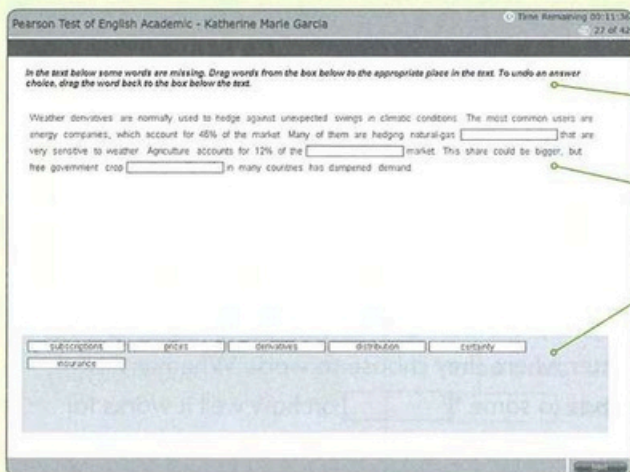 Pearson Test of English Academic - Katherine Marie Garcia
Time Remaining 00:11:36
27 of 42
In the text below some words are missing. Drag words from the box below to the appropriate place in the text. To undo an answer
choice, drag the word back to the box below the text.
Weather derivatives are normally used to hedge against unexpected swings in climatic conditions. The most common users are
energy companies, which account for 46% of the market. Many of them are hedging natural-gas that are
very sensitive to weather. Agriculture accounts for 12% of the market. This share could be bigger, but
free government crop in many countries has dampened demand.
subscriptions prices derivatives distribution certainty
insurance